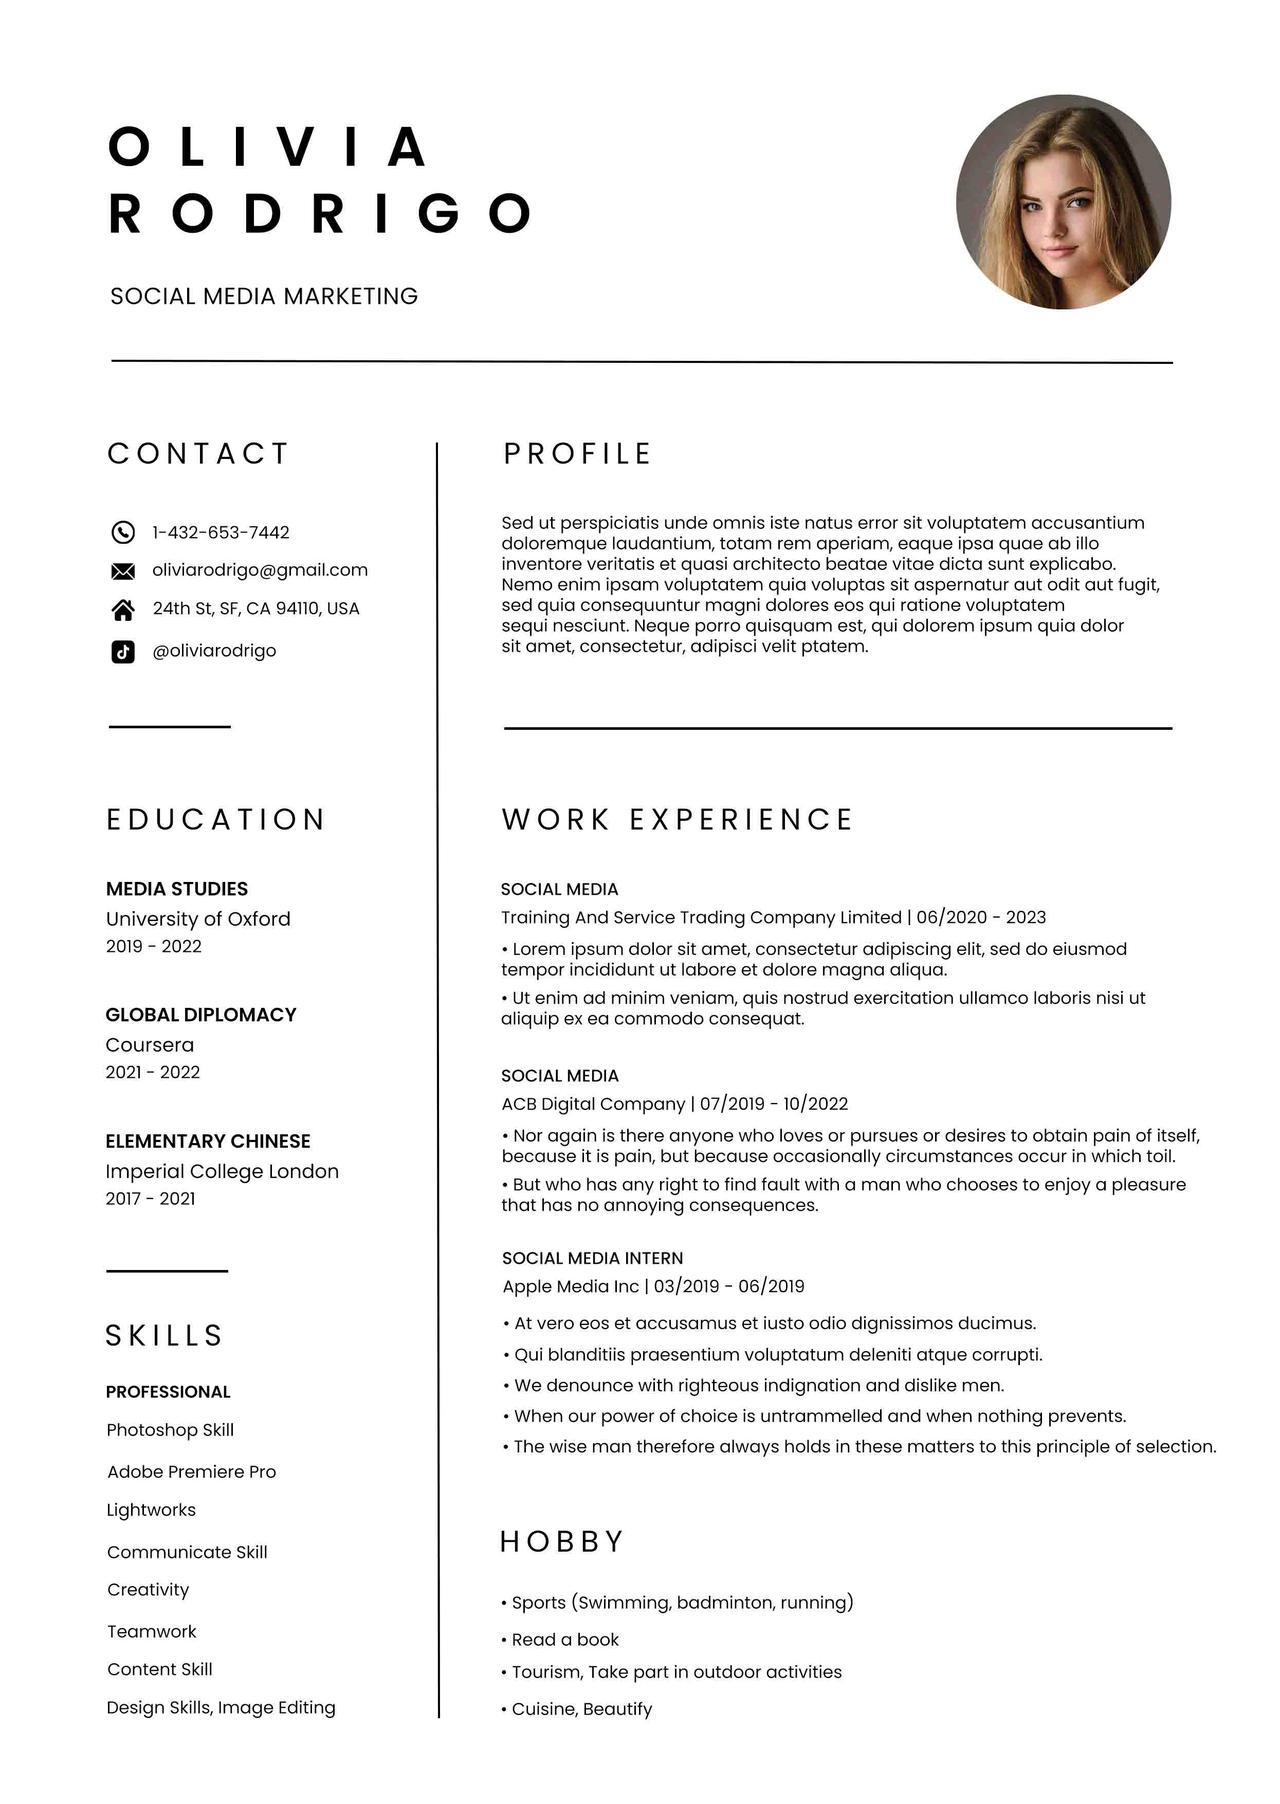 OLIVIA
RODRIGO
SOCIAL MEDIA MARKETING
CONTACT
1-432-653-7442
oliviarodrigo@gmail.com
24th St, SF, CA 94110, USA
@oliviarodrigo
EDUCATION
MEDIA STUDIES
University of Oxford
2019 - 2022
GLOBAL DIPLOMACY
Coursera
2021 - 2022
ELEMENTARY CHINESE
Imperial College London
2017 - 2021
SKILLS
PROFESSIONAL
Photoshop Skill
Adobe Premiere Pro
Lightworks
Communicate Skill
Creativity
Teamwork
Content Skill
Design Skills, Image Editing
PROFILE
Sed ut perspiciatis unde omnis iste natus error sit voluptatem accusantium
doloremque laudantium, totam rem aperiam, eaque ipsa quae ab illo
inventore veritatis et quasi architecto beatae vitae dicta sunt explicabo.
Nemo enim ipsam voluptatem quia voluptas sit aspernatur aut odit aut fugit,
sed quia consequuntur magni dolores eos qui ratione voluptatem
sequi nesciunt. Neque porro quisquam est, qui dolorem ipsum quia dolor
sit amet, consectetur, adipisci velit ptatem.
WORK EXPERIENCE
SOCIAL MEDIA
Training And Service Trading Company Limited | 06/2020 - 2023
• Lorem ipsum dolor sit amet, consectetur adipiscing elit, sed do eiusmod
tempor incididunt ut labore et dolore magna aliqua.
• Ut enim ad minim veniam, quis nostrud exercitation ullamco laboris nisi ut
aliquip ex ea commodo consequat.
SOCIAL MEDIA
ACB Digital Company | 07/2019 - 10/2022
• Nor again is there anyone who loves or pursues or desires to obtain pain of itself,
because it is pain, but because occasionally circumstances occur in which toil.
• But who has any right to find fault with a man who chooses to enjoy a pleasure
that has no annoying consequences.
SOCIAL MEDIA INTERN
Apple Media Inc | 03/2019 - 06/2019
• At vero eos et accusamus et iusto odio dignissimos ducimus.
• Qui blanditiis praesentium voluptatum deleniti atque corrupti.
• We denounce with righteous indignation and dislike men.
• When our power of choice is untrammelled and when nothing prevents.
• The wise man therefore always holds in these matters to this principle of selection.
HOBBY
• Sports (Swimming, badminton, running)
• Read a book
• Tourism, Take part in outdoor activities
• Cuisine, Beautify